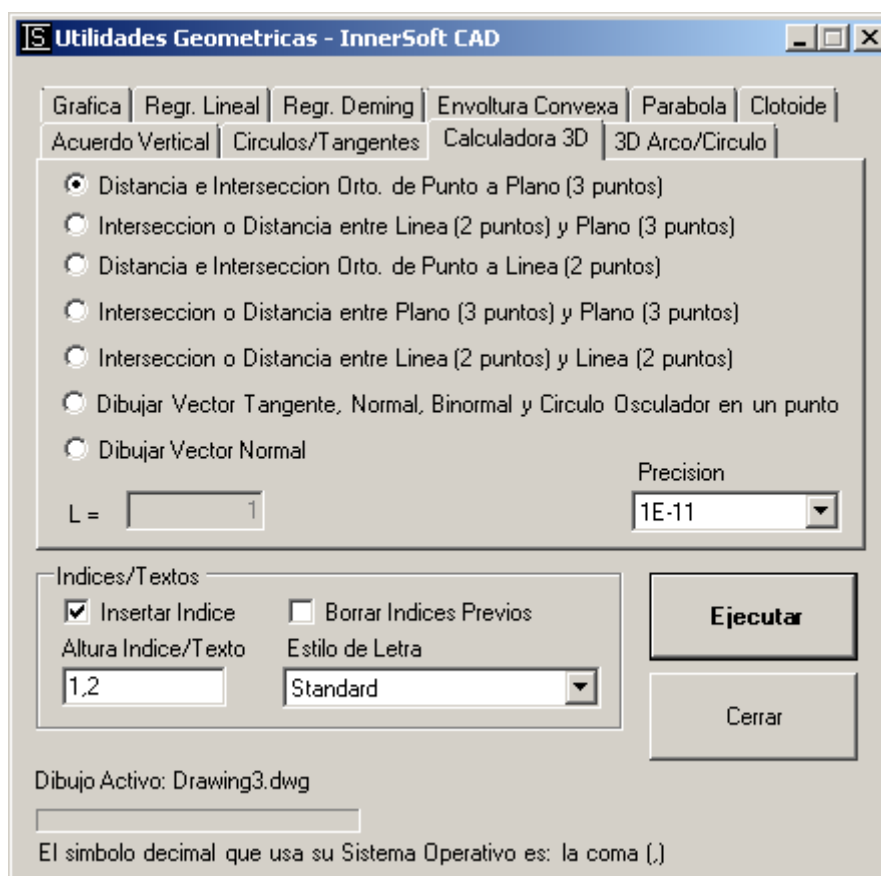 IS Utilidades Geometricas - InnerSoft CAD
Grafica Regr. Lineal Regr. Deming Envoltura Convexa Parabola Clotoide
Acuerdo Vertical Circulos/Tangentes Calculadora 3D 3D Arco/Circulo
Distancia e Interseccion Orto. de Punto a Plano (3 puntos)
Interseccion o Distancia entre Linea (2 puntos) y Plano (3 puntos)
Distancia e Interseccion Orto. de Punto a Linea (2 puntos)
Interseccion o Distancia entre Plano (3 puntos) y Plano (3 puntos)
Interseccion o Distancia entre Linea (2 puntos) y Linea (2 puntos)
Dibujar Vector Tangente, Normal, Binormal y Circulo Osculador en un punto
Dibujar Vector Normal
Precision
L = 1 1E-11
Indices/Textos
Insertar Indice Borrar Indices Previos
Ejecutar
Altura Indice/Texto Estilo de Letra
1,2 Standard
Cerrar
Dibujo Activo: Drawing3.dwg
El simbolo decimal que usa su Sistema Operativo es: la coma (,)